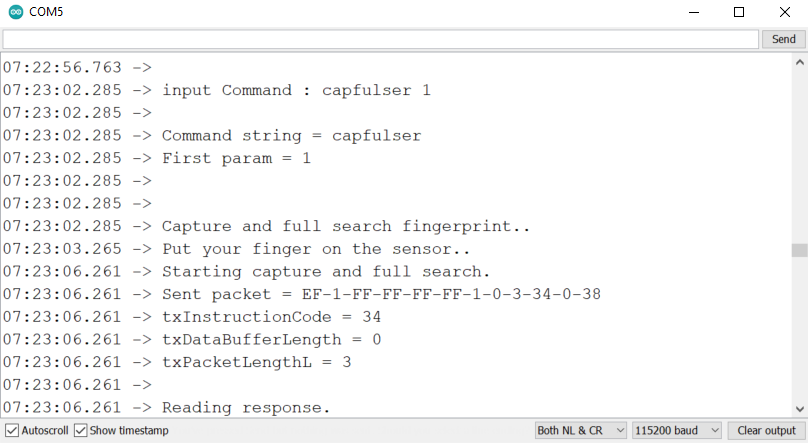 COM5
Send
07:22:56.763 ->
07:23:02.285 -> input Command : capfulser 1
07:23:02.285 ->
07:23:02.285 -> Command string = capfulser
07:23:02.285 -> First param = 1
07:23:02.285 ->
07:23:02.285 ->
07:23:02.285 -> Capture and full search fingerprint..
07:23:03.265 -> Put your finger on the sensor..
07:23:06.261 -> Starting capture and full search.
07:23:06.261 -> Sent packet = EF-1-FF-FF-FF-FF-1-0-3-34-0-38
07:23:06.261 -> txInstructionCode = 34
07:23:06.261 -> txDataBufferLength = 0
07:23:06.261 -> txPacketLengthL = 3
07:23:06.261 ->
07:23:06.261 -> Reading response.
Autoscroll Show timestamp Both NL & CR 115200 baud Clear output